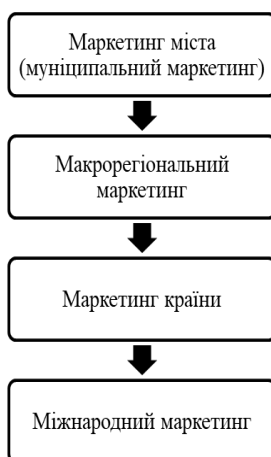 Маркетинг міста
(муніципальний маркетинг)
Макрорегіональний
маркетинг
Маркетинг країни
Міжнародний маркетинг